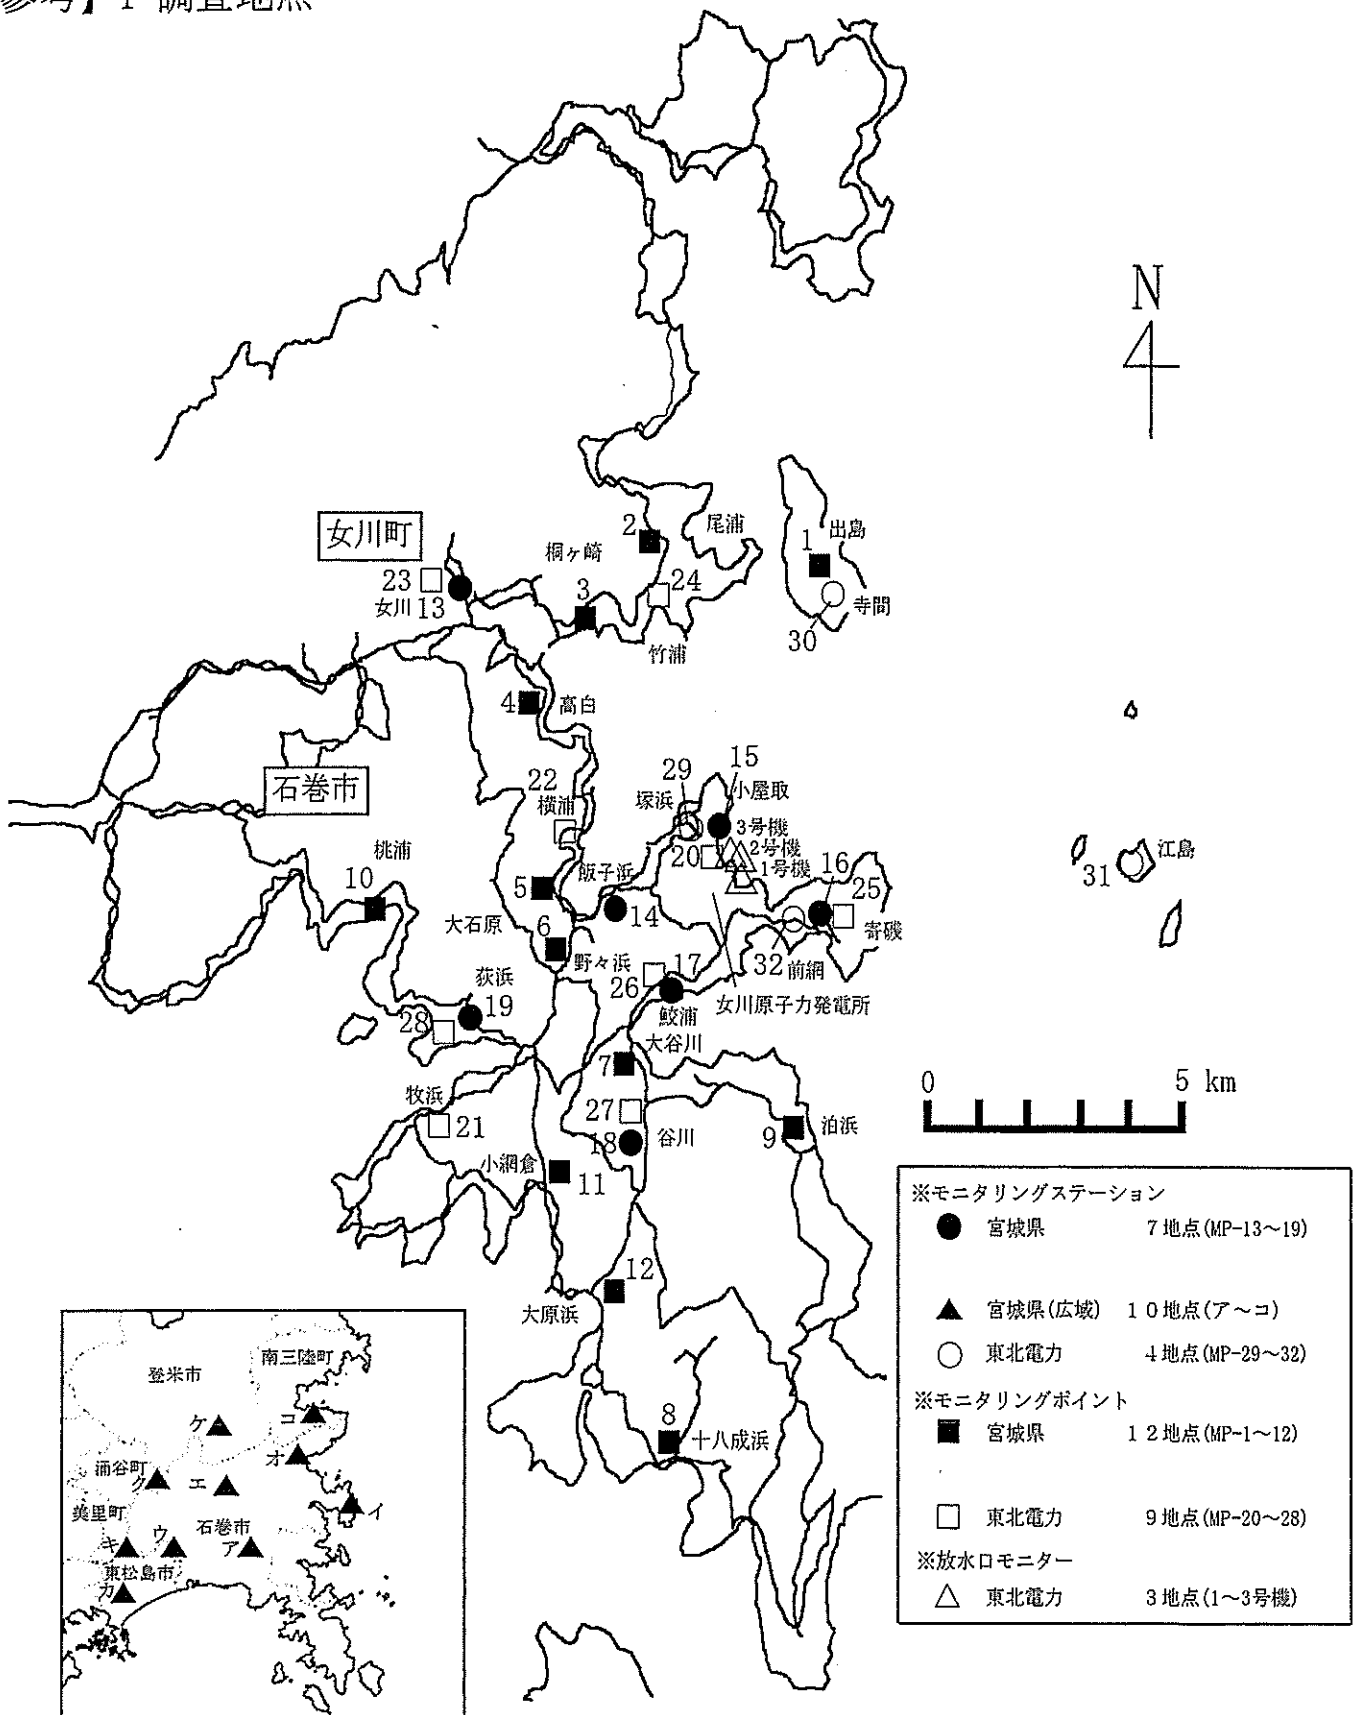 参考】1 調査地点
N
女川町
桐ヶ崎
2
尾浦
1
出島
23
女川 13
3
24
竹浦
寺間
30
4
高白
石巻市
22
横浦
29
塚浜
15
小屋取
3号機
2号機
1号機
20
桃浦
10
5
飯子浜
14
16
25
寄磯
31
江島
大石原
6
野々浜
17
26
32
前網
荻浜
19
28
鮫浦
女川原子力発電所
大谷川
7
牧浜
21
27
18
谷川
9
泊浜
小網倉
11
0 5 km
12
大原浜
8
十八成浜
※モニタリングステーション
宮城県 7地点(MP-13~19)
宮城県(広域) 10地点(ア~コ)
東北電力 4地点(MP-29~32)
※モニタリングポイント
宮城県 12地点(MP-1~12)
東北電力 9地点(MP-20~28)
※放水口モニター
東北電力 3地点(1~3号機)
登米市
南三陸町
ケ
コ
オ
涌谷町
ク
エ
イ
美里町
キ
ウ
石巻市
ア
東松島市
カ